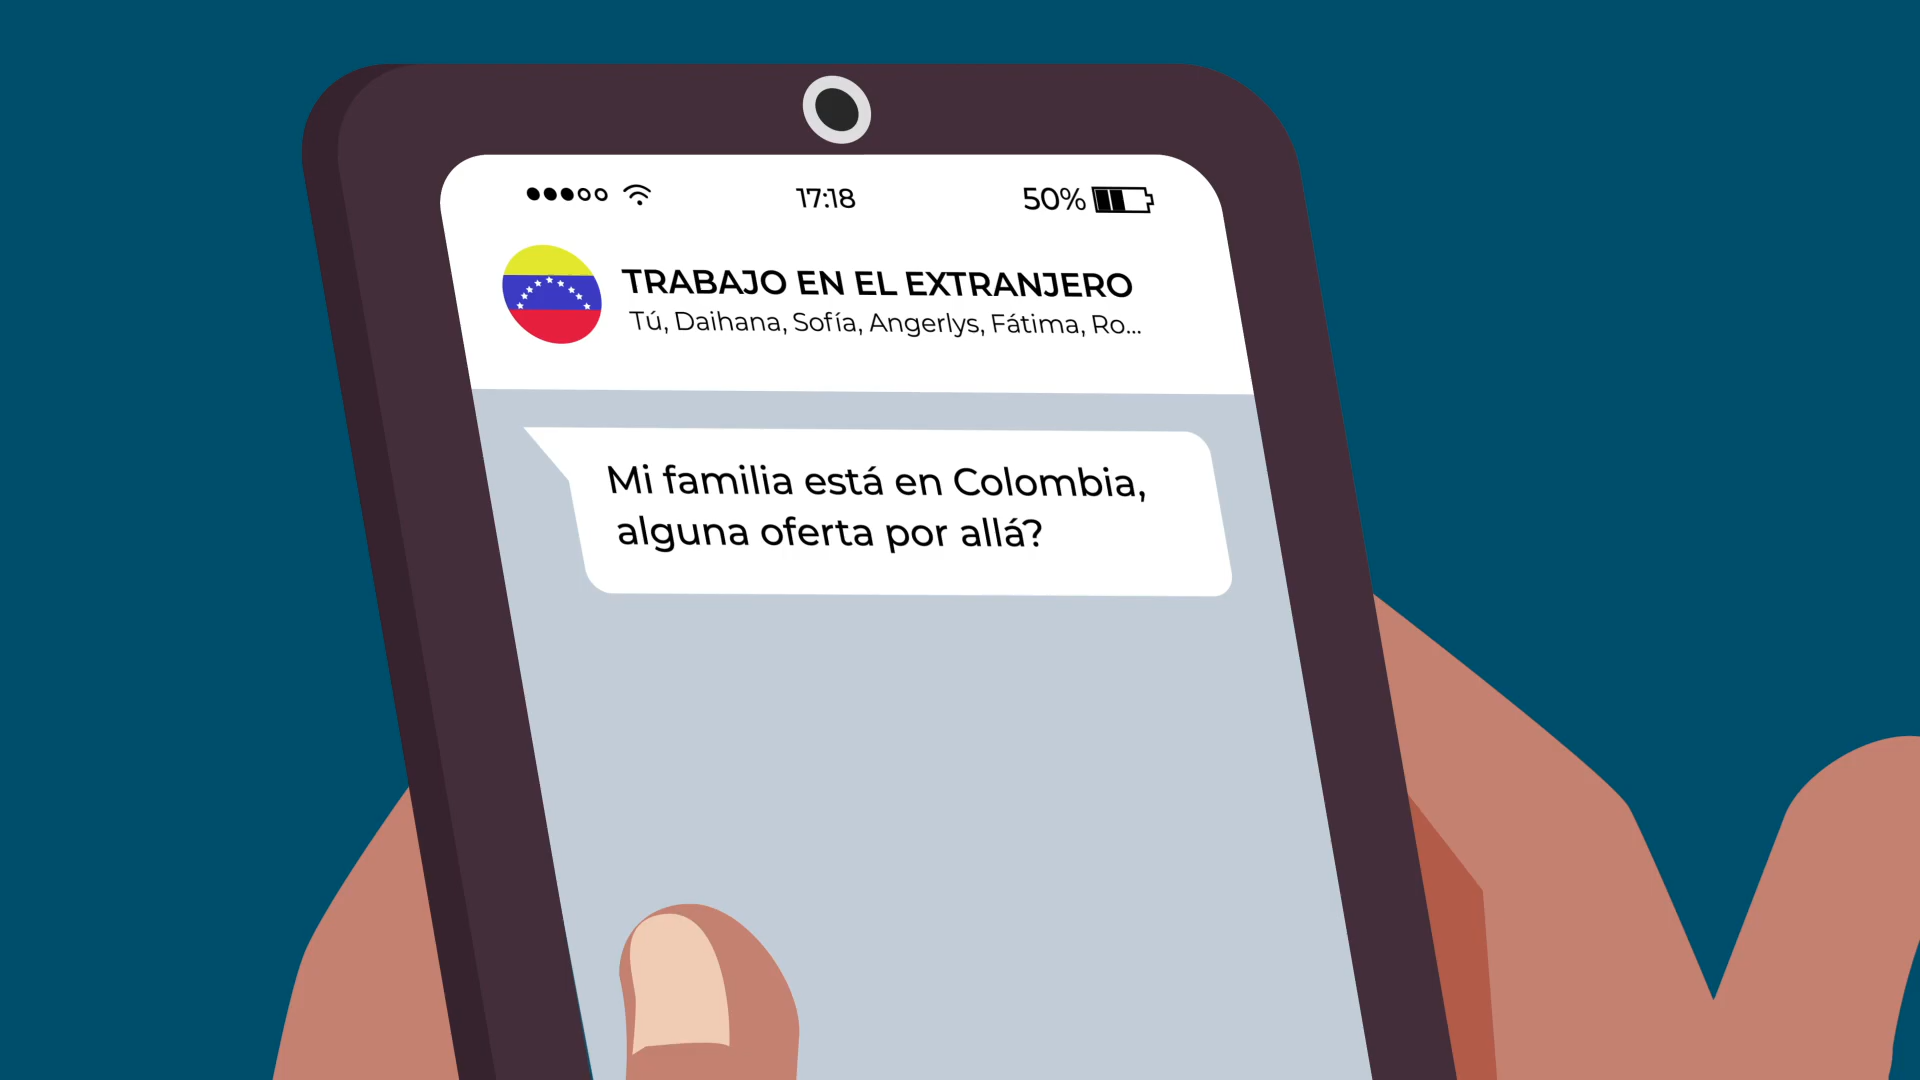 17:18
50%
TRABAJO EN EL EXTRANJERO
Tú, Daihana, Sofía, Angerlys, Fátima, Ro...
Mi familia está en Colombia,
alguna oferta por allá?